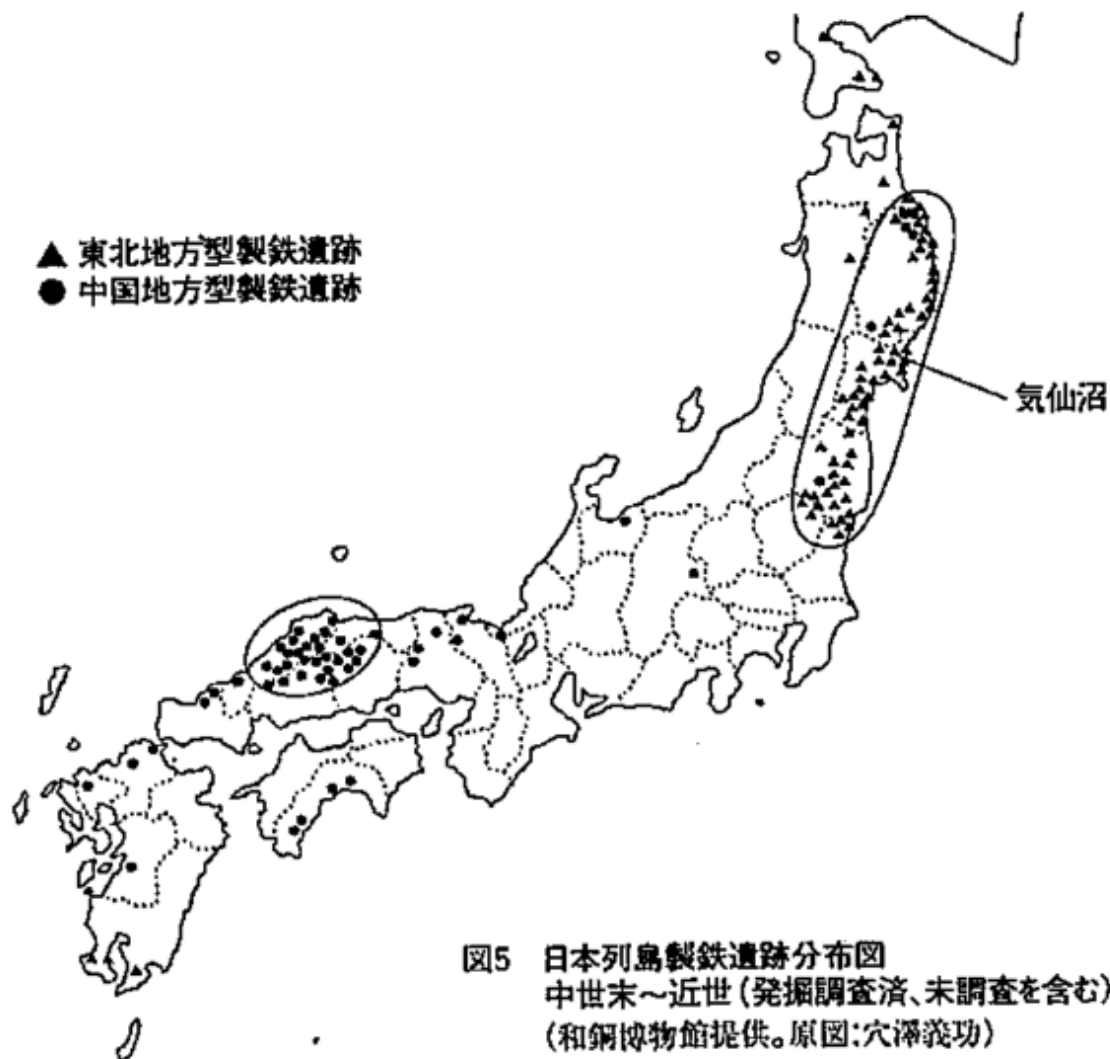 ▲ 東北地方型製鉄遺跡
● 中国地方型製鉄遺跡
気仙沼
図5 日本列島製鉄遺跡分布図
中世末～近世(発掘調査済、未調査を含む)
(和鋼博物館提供。原図:穴澤義功)